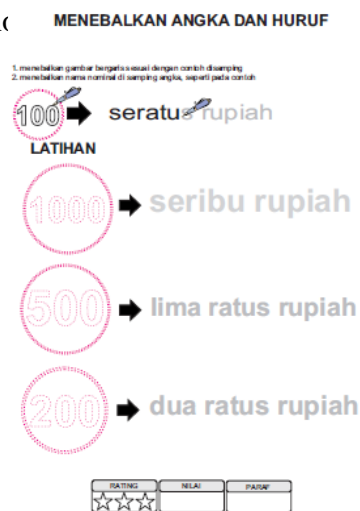 MENEBALKAN ANGKA DAN HURUF
1. menebalkan gambar bergaris sesuai dengan contoh disamping
2. menebalkan nama nominal di samping angka, seperti pada contoh
100 seratus rupiah
LATIHAN
1000 seribu rupiah
500 lima ratus rupiah
200 dua ratus rupiah
RATING NILAI PARAF